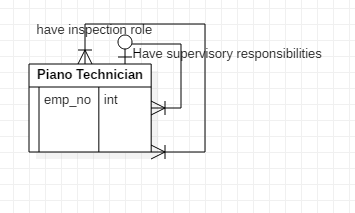 have inspection role
Have supervisory responsibilities
Piano Technician
emp_no int